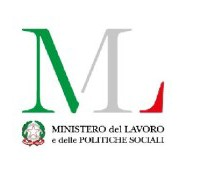 ML
MINISTERO del LAVORO
e delle POLITICHE SOCIALI